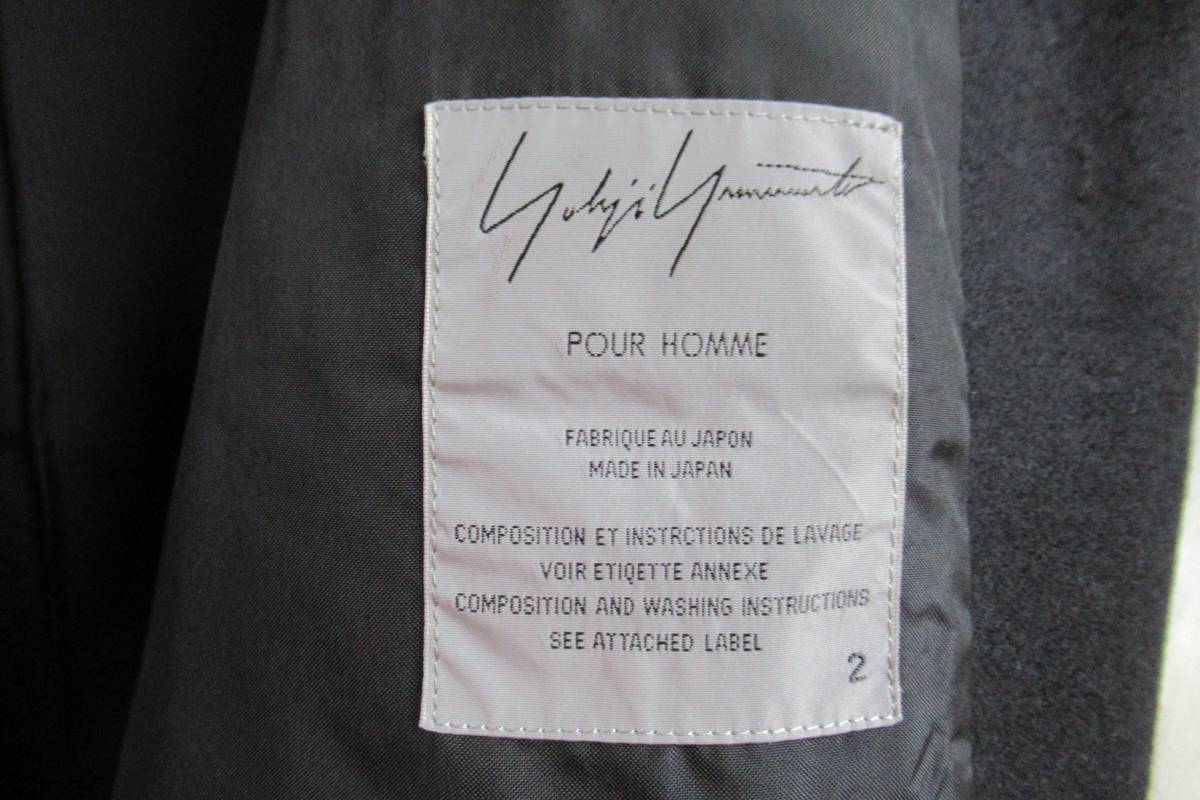 Yohji Yamamoto
POUR HOMME
FABRIQUE AU JAPON
MADE IN JAPAN
COMPOSITION ET INSTRCTIONS DE LAVAGE
VOIR ETIQETTE ANNEXE
COMPOSITION AND WASHING INSTRUCTIONS
SEE ATTACHED LABEL
2